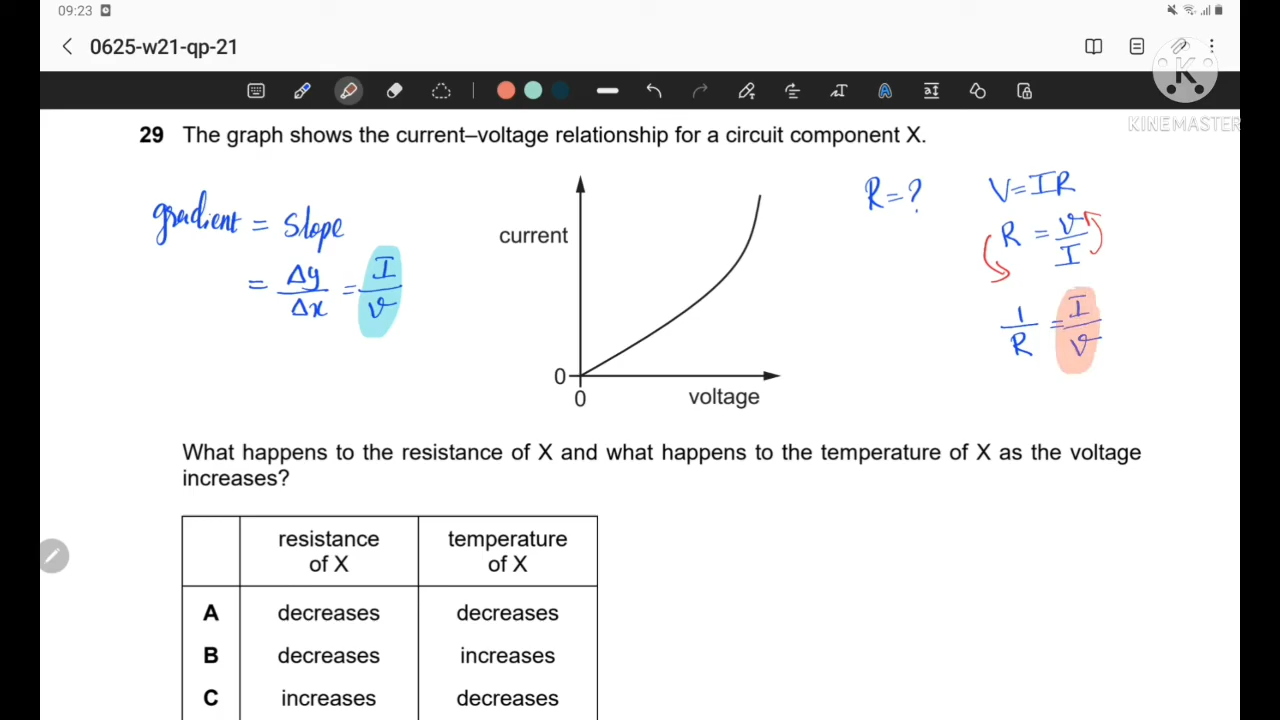 09:23
0625-w21-qp-21
K
KINEMASTER
29 The graph shows the current–voltage relationship for a circuit component X.
gradient = slope
= Δy/Δx = I/V
current
0
0
voltage
R=?
V=IR
R = V/I
1/R = I/V
What happens to the resistance of X and what happens to the temperature of X as the voltage
increases?
resistance of X
temperature of X
A decreases decreases
B decreases increases
C increases decreases